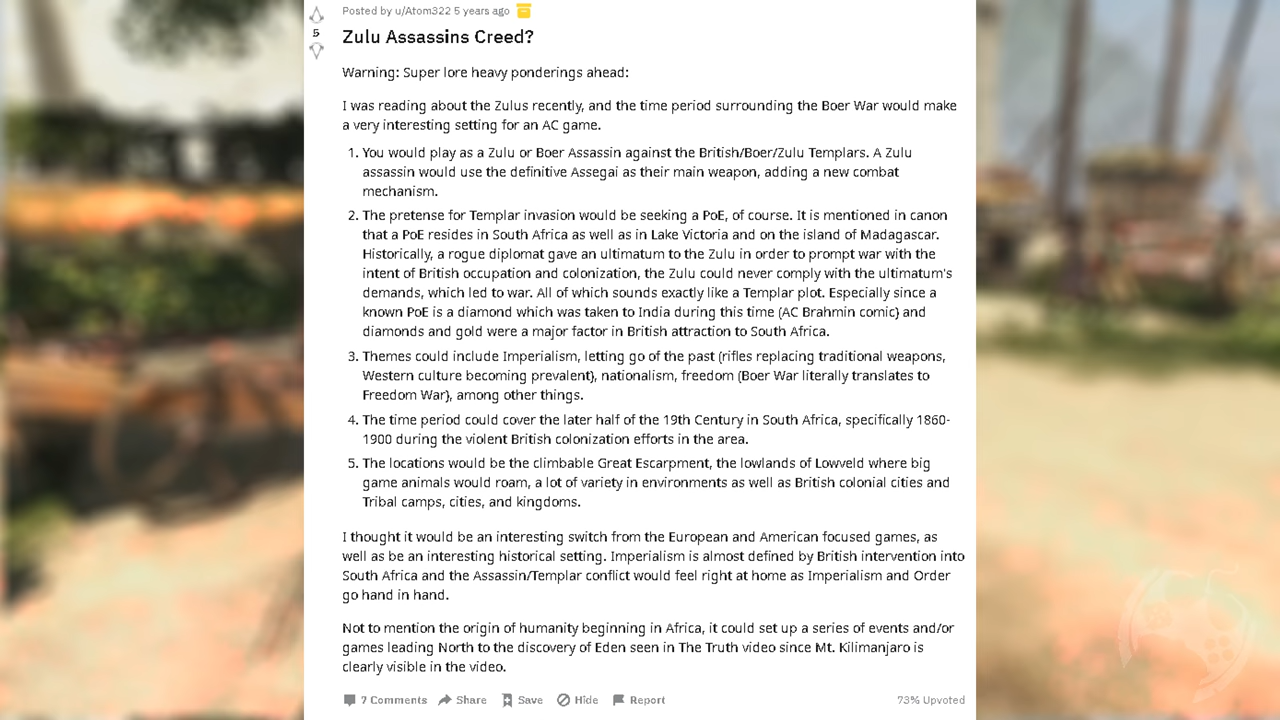 Posted by u/Atom322 5 years ago
5
Zulu Assassins Creed?
Warning: Super lore heavy ponderings ahead:
I was reading about the Zulus recently, and the time period surrounding the Boer War would make
a very interesting setting for an AC game.
1. You would play as a Zulu or Boer Assassin against the British/Boer/Zulu Templars. A Zulu
assassin would use the definitive Assegai as their main weapon, adding a new combat
mechanism.
2. The pretense for Templar invasion would be seeking a PoE, of course. It is mentioned in canon
that a PoE resides in South Africa as well as in Lake Victoria and on the island of Madagascar.
Historically, a rogue diplomat gave an ultimatum to the Zulu in order to prompt war with the
intent of British occupation and colonization, the Zulu could never comply with the ultimatum's
demands, which led to war. All of which sounds exactly like a Templar plot. Especially since a
known PoE is a diamond which was taken to India during this time (AC Brahmin comic) and
diamonds and gold were a major factor in British attraction to South Africa.
3. Themes could include Imperialism, letting go of the past (rifles replacing traditional weapons,
Western culture becoming prevalent), nationalism, freedom (Boer War literally translates to
Freedom War), among other things.
4. The time period could cover the later half of the 19th Century in South Africa, specifically 1860-
1900 during the violent British colonization efforts in the area.
5. The locations would be the climbable Great Escarpment, the lowlands of Lowveld where big
game animals would roam, a lot of variety in environments as well as British colonial cities and
Tribal camps, cities, and kingdoms.
I thought it would be an interesting switch from the European and American focused games, as
well as be an interesting historical setting. Imperialism is almost defined by British intervention into
South Africa and the Assassin/Templar conflict would feel right at home as Imperialism and Order
go hand in hand.
Not to mention the origin of humanity beginning in Africa, it could set up a series of events and/or
games leading North to the discovery of Eden seen in The Truth video since Mt. Kilimanjaro is
clearly visible in the video.
7 Comments Share Save Hide Report 73% Upvoted